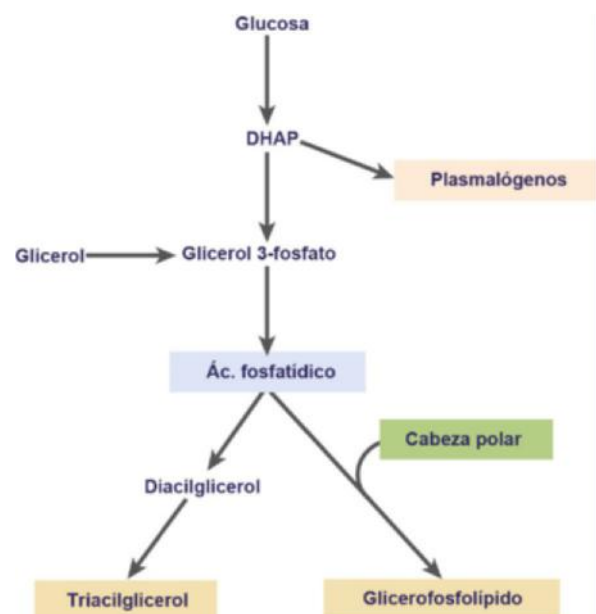 Glucosa
DHAP
Plasmalógenos
Glicerol
Glicerol 3-fosfato
Ác. fosfatídico
Cabeza polar
Diacilglicerol
Triacilglicerol
Glicerofosfolípido